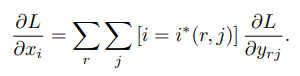 ∂L/∂x_i = ∑_r ∑_j [i = i*(r, j)] ∂L/∂y_{rj}.